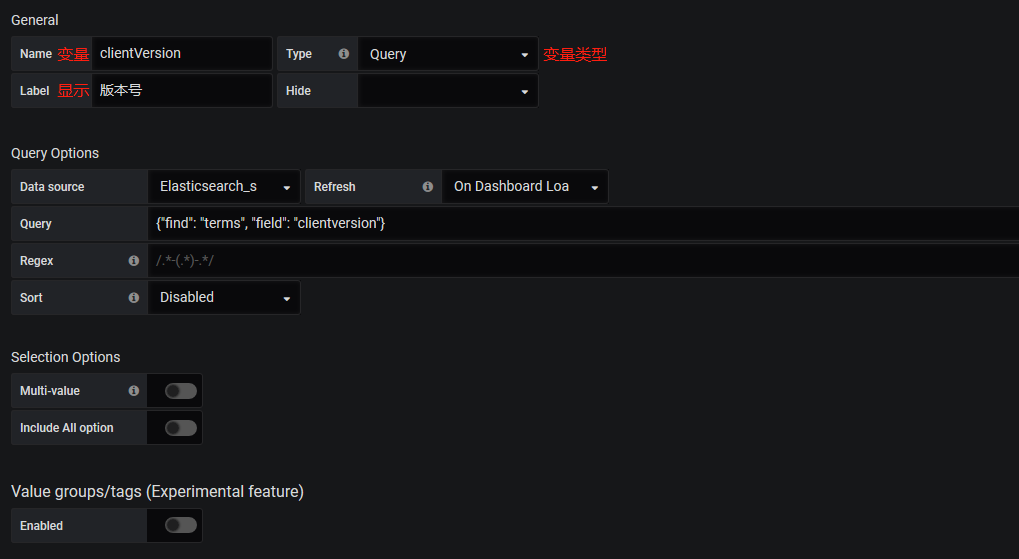 General
Name 变量 clientVersion Type Query 变量类型
Label 显示 版本号 Hide
Query Options
Data source Elasticsearch_s Refresh On Dashboard Loa
Query {"find": "terms", "field": "clientversion"}
Regex /.*-(.*)-.*/
Sort Disabled
Selection Options
Multi-value
Include All option
Value groups/tags (Experimental feature)
Enabled